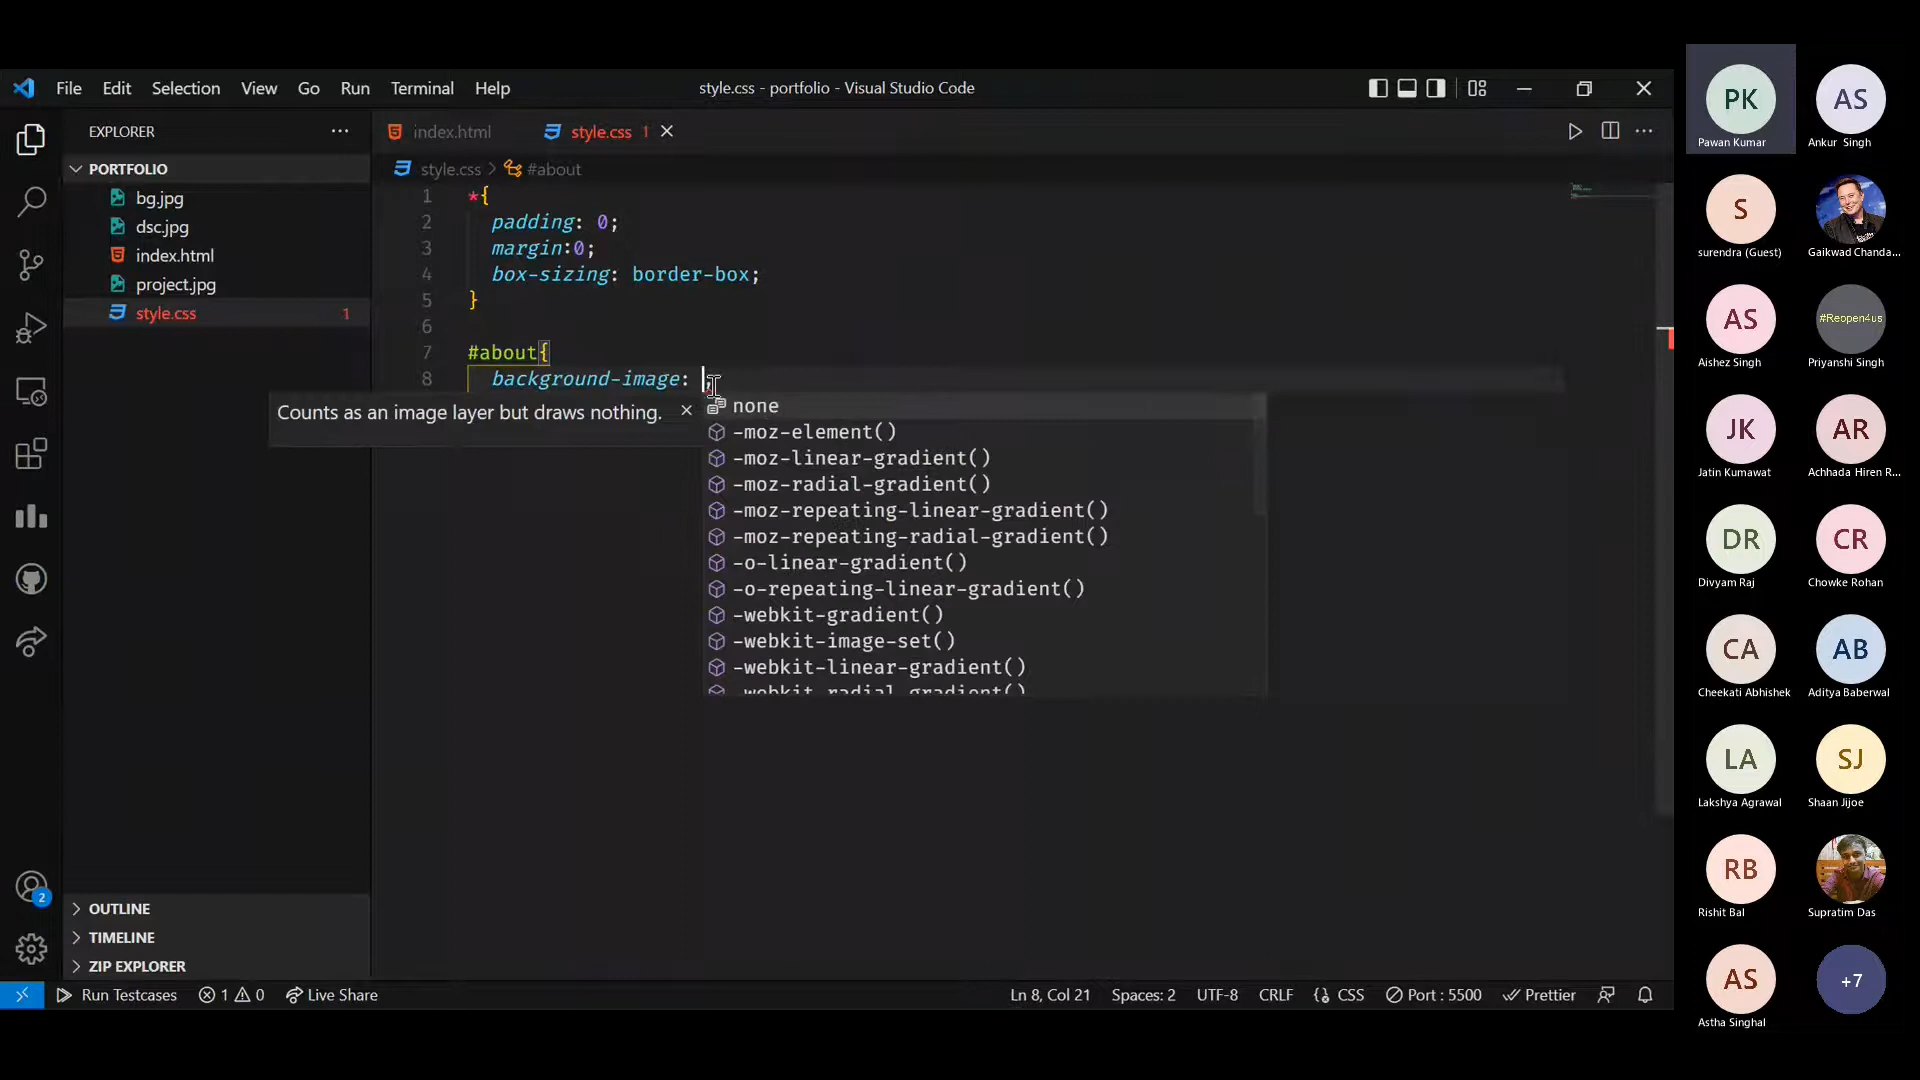 File Edit Selection View Go Run Terminal Help
style.css - portfolio - Visual Studio Code
EXPLORER
PORTFOLIO
bg.jpg
dsc.jpg
index.html
project.jpg
style.css 1
OUTLINE
TIMELINE
ZIP EXPLORER
2
index.html
style.css 1
style.css > #about
1 *{
2 padding: 0;
3 margin:0;
4 box-sizing: border-box;
5 }
6
7 #about{
8 background-image: ;
Counts as an image layer but draws nothing.
none
-moz-element()
-moz-linear-gradient()
-moz-radial-gradient()
-moz-repeating-linear-gradient()
-moz-repeating-radial-gradient()
-o-linear-gradient()
-o-repeating-linear-gradient()
-webkit-gradient()
-webkit-image-set()
-webkit-linear-gradient()
-webkit-radial-gradient()
Run Testcases 1 0 Live Share
Ln 8, Col 21 Spaces: 2 UTF-8 CRLF CSS Port : 5500 Prettier
PK AS
Pawan Kumar Ankur Singh
S
surendra (Guest) Gaikwad Chanda...
AS #Reopen4us
Aishez Singh Priyanshi Singh
JK AR
Jatin Kumawat Achhada Hiren R...
DR CR
Divyam Raj Chowke Rohan
CA AB
Cheekati Abhishek Aditya Baberwal
LA SJ
Lakshya Agrawal Shaan Jijoe
RB
Rishit Bal Supratim Das
AS +7
Astha Singhal